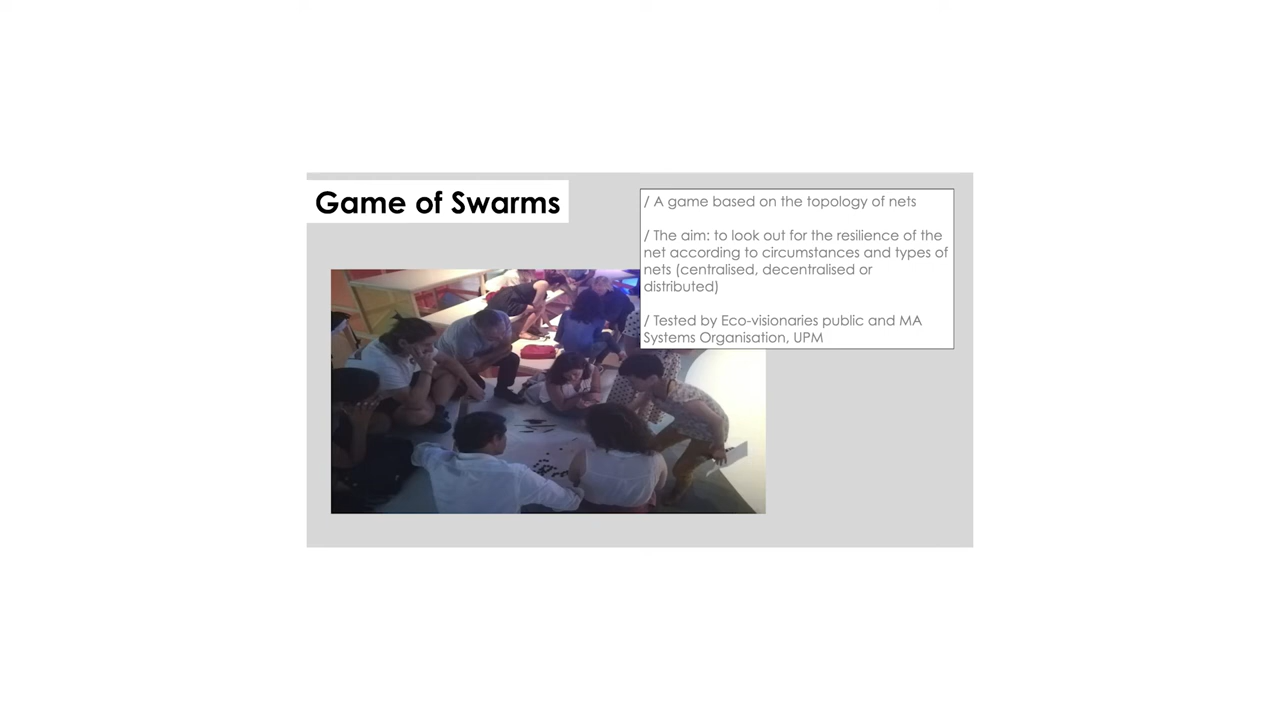 Game of Swarms
/ A game based on the topology of nets
/ The aim: to look out for the resilience of the
net according to circumstances and types of
nets (centralised, decentralised or
distributed)
/ Tested by Eco-visionaries public and MA
Systems Organisation, UPM